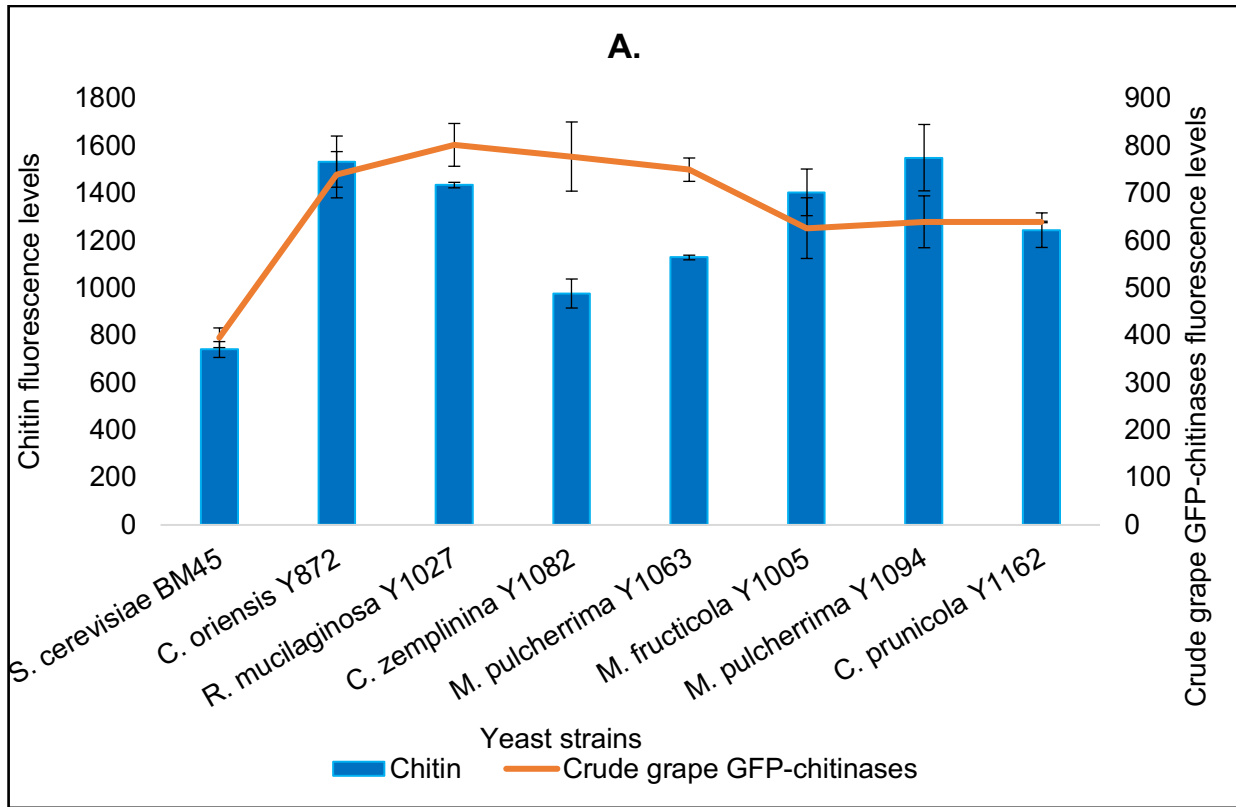 A.
Chitin fluorescence levels
1800
1600
1400
1200
1000
800
600
400
200
0
900
800
700
600
500
400
300
200
100
0
Crude grape GFP-chitinases fluorescence levels
S. cerevisiae BM45
C. oriensis Y872
R. mucilaginosa Y1027
C. zemplinina Y1082
M. pulcherrima Y1063
M. fructicola Y1005
M. pulcherrima Y1094
C. prunicola Y1162
Yeast strains
Chitin
Crude grape GFP-chitinases